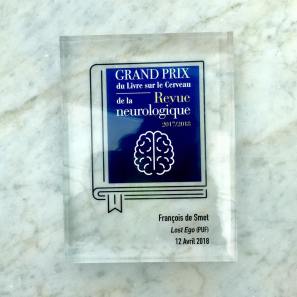 GRAND PRIX
du Livre sur le Cerveau
de la Revue
neurologique
2017/2018
François de Smet
Lost Ego (PUF)
12 Avril 2018